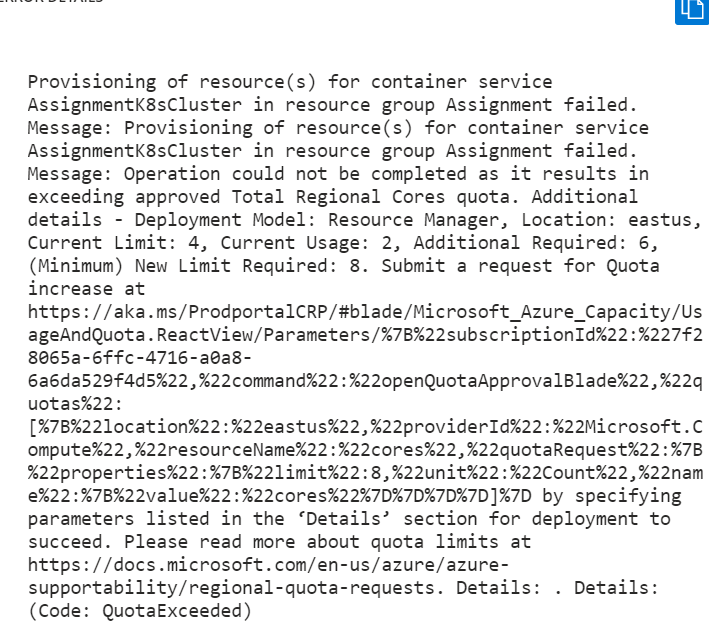 ERROR DETAILS
Provisioning of resource(s) for container service
AssignmentK8sCluster in resource group Assignment failed.
Message: Provisioning of resource(s) for container service
AssignmentK8sCluster in resource group Assignment failed.
Message: Operation could not be completed as it results in
exceeding approved Total Regional Cores quota. Additional
details - Deployment Model: Resource Manager, Location: eastus,
Current Limit: 4, Current Usage: 2, Additional Required: 6,
(Minimum) New Limit Required: 8. Submit a request for Quota
increase at
https://aka.ms/ProdportalCRP/#blade/Microsoft_Azure_Capacity/Us
ageAndQuota.ReactView/Parameters/%7B%22subscriptionId%22:%227f2
8065a-6ffc-4716-a0a8-
6a6da529f4d5%22,%22command%22:%22openQuotaApprovalBlade%22,%22q
uotas%22:
[%7B%22location%22:%22eastus%22,%22providerId%22:%22Microsoft.C
ompute%22,%22resourceName%22:%22cores%22,%22quotaRequest%22:%7B
%22properties%22:%7B%22limit%22:8,%22unit%22:%22Count%22,%22nam
e%22:%7B%22value%22:%22cores%22%7D%7D%7D%7D]%7D by specifying
parameters listed in the ‘Details’ section for deployment to
succeed. Please read more about quota limits at
https://docs.microsoft.com/en-us/azure/azure-
supportability/regional-quota-requests. Details: . Details:
(Code: QuotaExceeded)